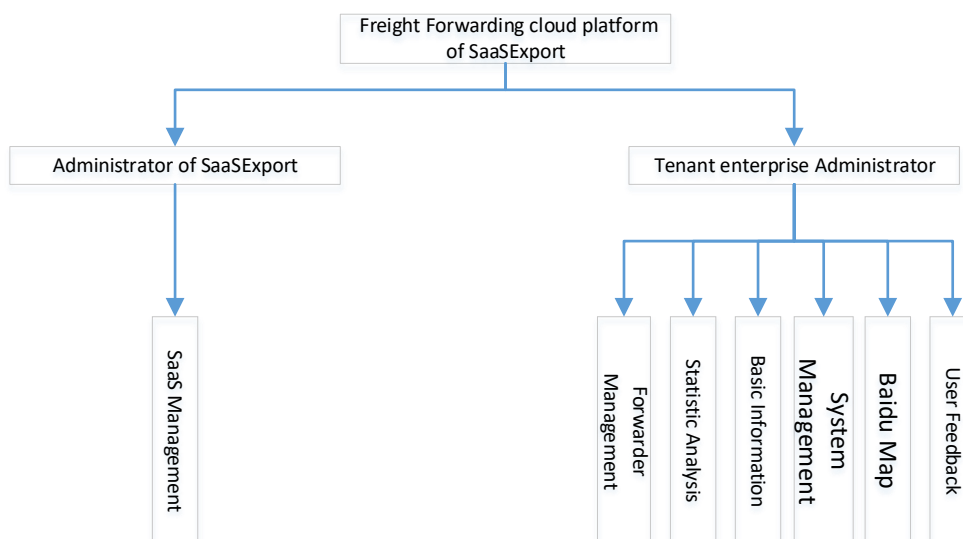 Freight Forwarding cloud platform
of SaaSExport
Administrator of SaaSExport
Tenant enterprise Administrator
SaaS Management
Forwarder
Management
Statistic Analysis
Basic Information
System
Management
Baidu Map
User Feedback